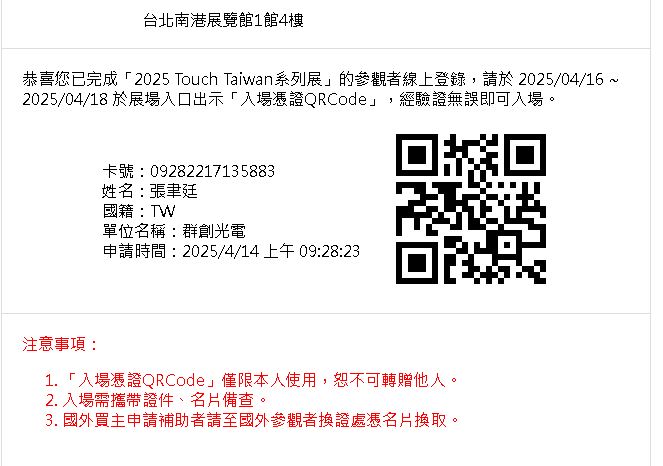 台北南港展覽館1館4樓
恭喜您已完成「2025 Touch Taiwan系列展」的參觀者線上登錄，請於 2025/04/16 ~
2025/04/18 於展場入口出示「入場憑證QRCode」，經驗證無誤即可入場。
卡號：09282217135883
姓名：張聿廷
國籍：TW
單位名稱：群創光電
申請時間：2025/4/14 上午 09:28:23
注意事項：
1. 「入場憑證QRCode」僅限本人使用，恕不可轉贈他人。
2. 入場需攜帶證件、名片備查。
3. 國外買主申請補助者請至國外參觀者換證處憑名片換取。